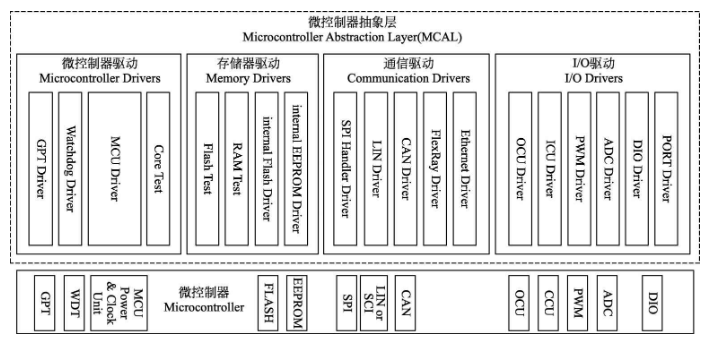 微控制器抽象层
Microcontroller Abstraction Layer(MCAL)
微控制器驱动
Microcontroller Drivers
GPT Driver
Watchdog Driver
MCU Driver
Core Test
存储器驱动
Memory Drivers
Flash Test
RAM Test
internal Flash Driver
internal EEPROM Driver
通信驱动
Communication Drivers
SPI Handler Driver
LIN Driver
CAN Driver
FlexRay Driver
Ethernet Driver
I/O驱动
I/O Drivers
OCU Driver
ICU Driver
PWM Driver
ADC Driver
DIO Driver
PORT Driver
GPT
WDT
MCU
Power
& Clock
Unit
微控制器
Microcontroller
FLASH
EEPROM
SPI
LIN or
SCI
CAN
OCU
CCU
PWM
ADC
DIO